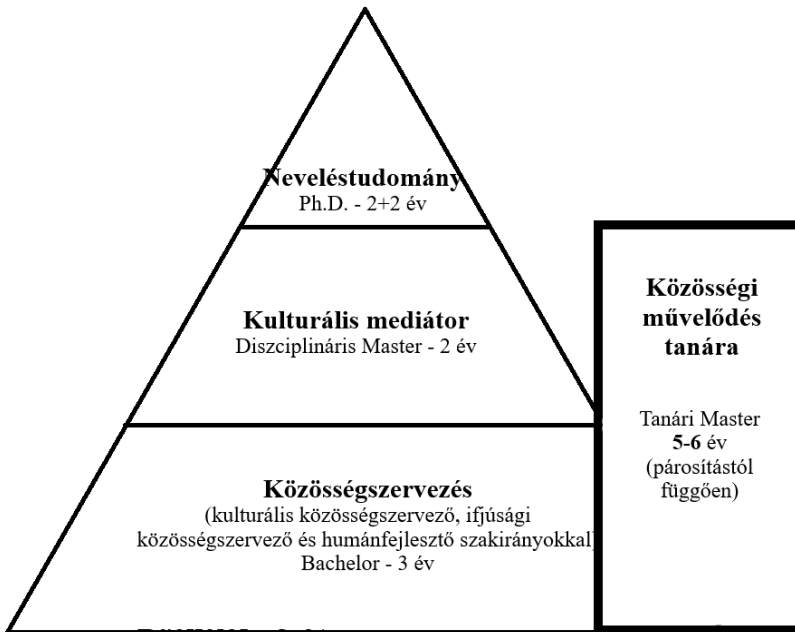 Neveléstudomány
Ph.D. - 2+2 év
Kulturális mediátor
Diszciplináris Master - 2 év
Közösségszervezés
(kulturális közösségszervező, ifjúsági
közösségszervező és humánfejlesztő szakirányokkal)
Bachelor - 3 év
Közösségi
művelődés
tanára
Tanári Master
5-6 év
(párosítástól
függően)